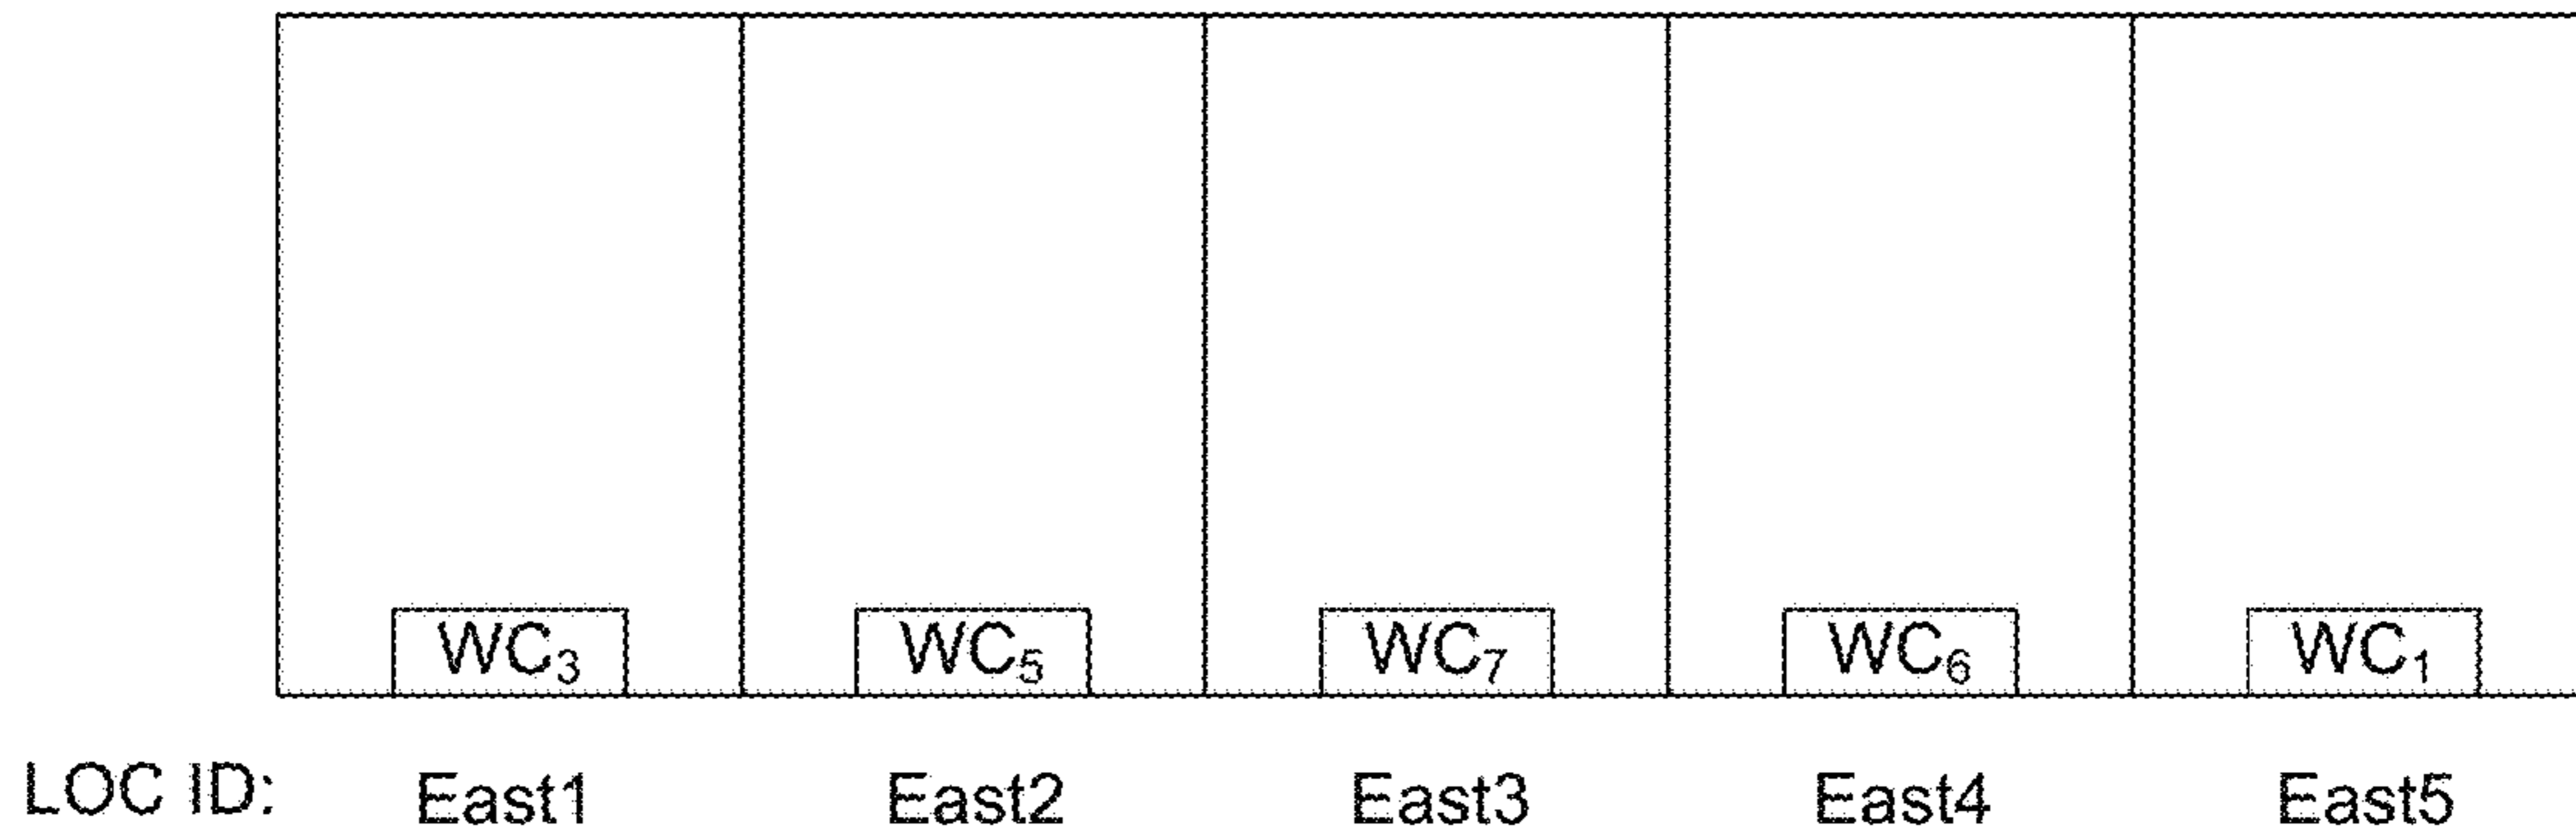 WC₃ WC₅ WC₇ WC₆ WC₁
LOC ID: East1 East2 East3 East4 East5